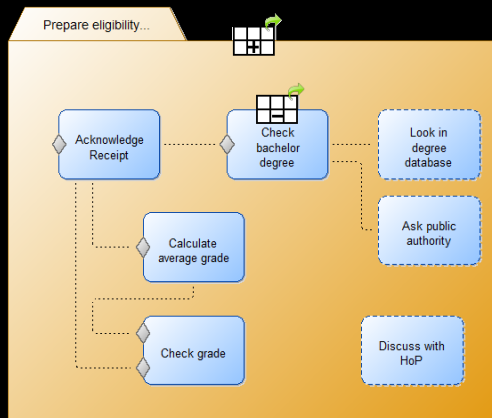 Prepare eligibility...
Acknowledge
Receipt
Check
bachelor
degree
Look in
degree
database
Ask public
authority
Calculate
average grade
Check grade
Discuss with
HoP